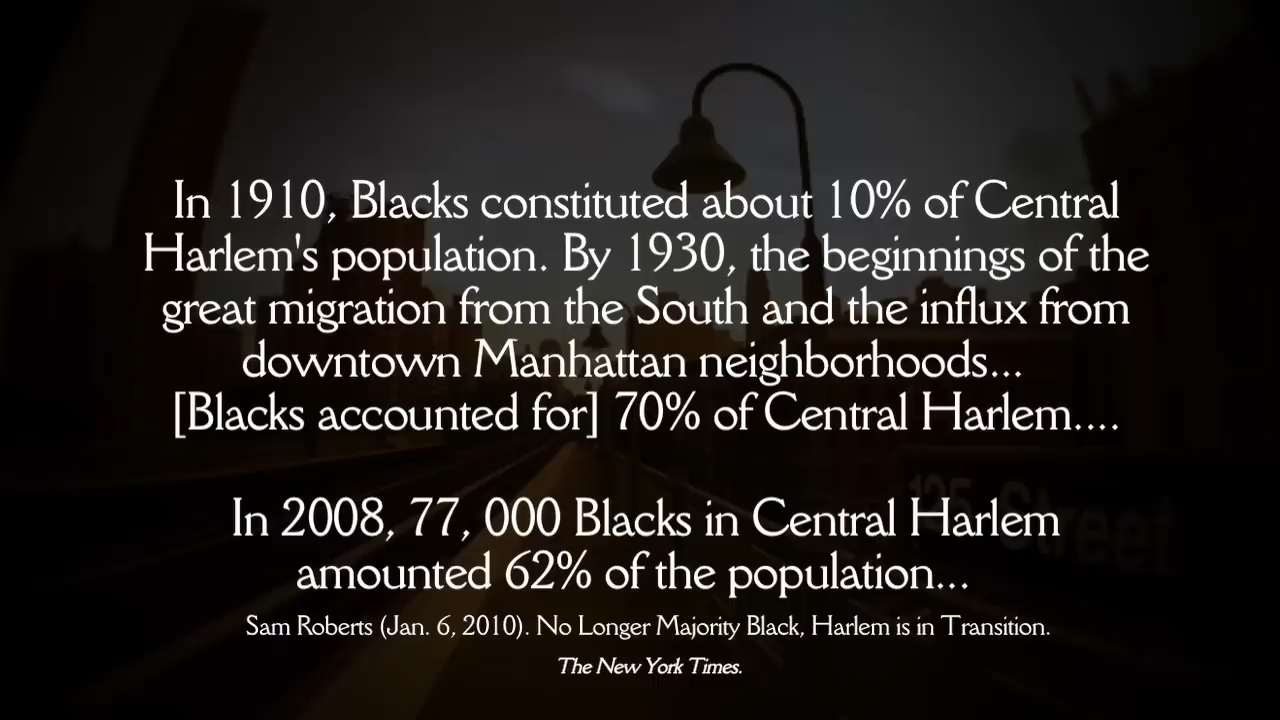 In 1910, Blacks constituted about 10% of Central
Harlem's population. By 1930, the beginnings of the
great migration from the South and the influx from
downtown Manhattan neighborhoods...
[Blacks accounted for] 70% of Central Harlem....
125 Street
In 2008, 77, 000 Blacks in Central Harlem
amounted 62% of the population...
Sam Roberts (Jan. 6, 2010). No Longer Majority Black, Harlem is in Transition.
The New York Times.